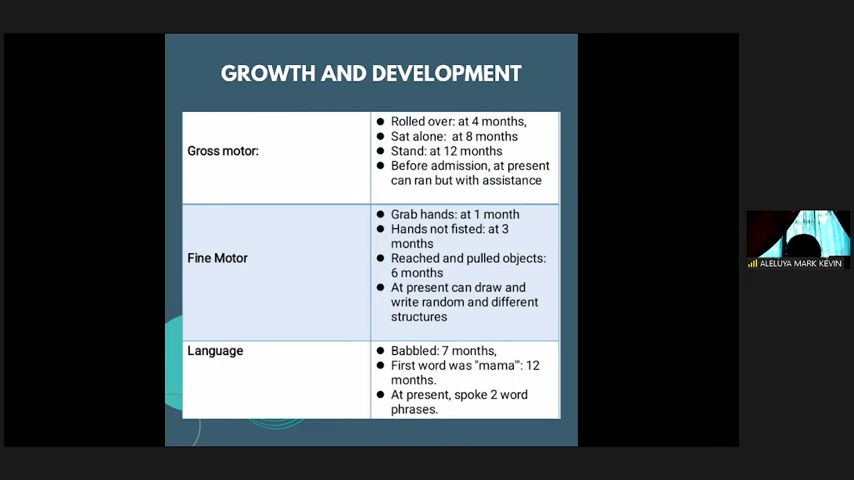 GROWTH AND DEVELOPMENT
Gross motor:
● Rolled over: at 4 months,
● Sat alone: at 8 months
● Stand: at 12 months
● Before admission, at present
can ran but with assistance
Fine Motor
● Grab hands: at 1 month
● Hands not fisted: at 3
months
● Reached and pulled objects:
6 months
● At present can draw and
write random and different
structures
Language
● Babbled: 7 months,
● First word was "mama": 12
months.
● At present, spoke 2 word
phrases.
ALELUYA MARK KEVIN